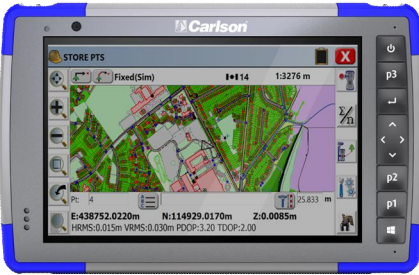 Carlson
STORE PTS
X
Fixed(Sim) 14 1:3276 m
p3
Σ/n
Pt: 4 25.833 m
p2
E:438752.0220m N:114929.0170m Z:0.0085m
p1
HRMS:0.015m VRMS:0.030m PDOP:3.20 TDOP:2.00